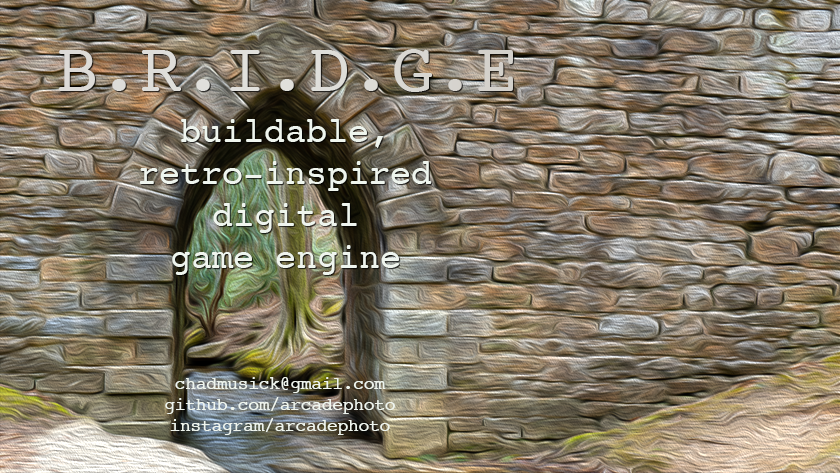 B.R.I.D.G.E
buildable,
retro-inspired
digital
game engine
chadmusick@gmail.com
github.com/arcadephoto
instagram/arcadephoto